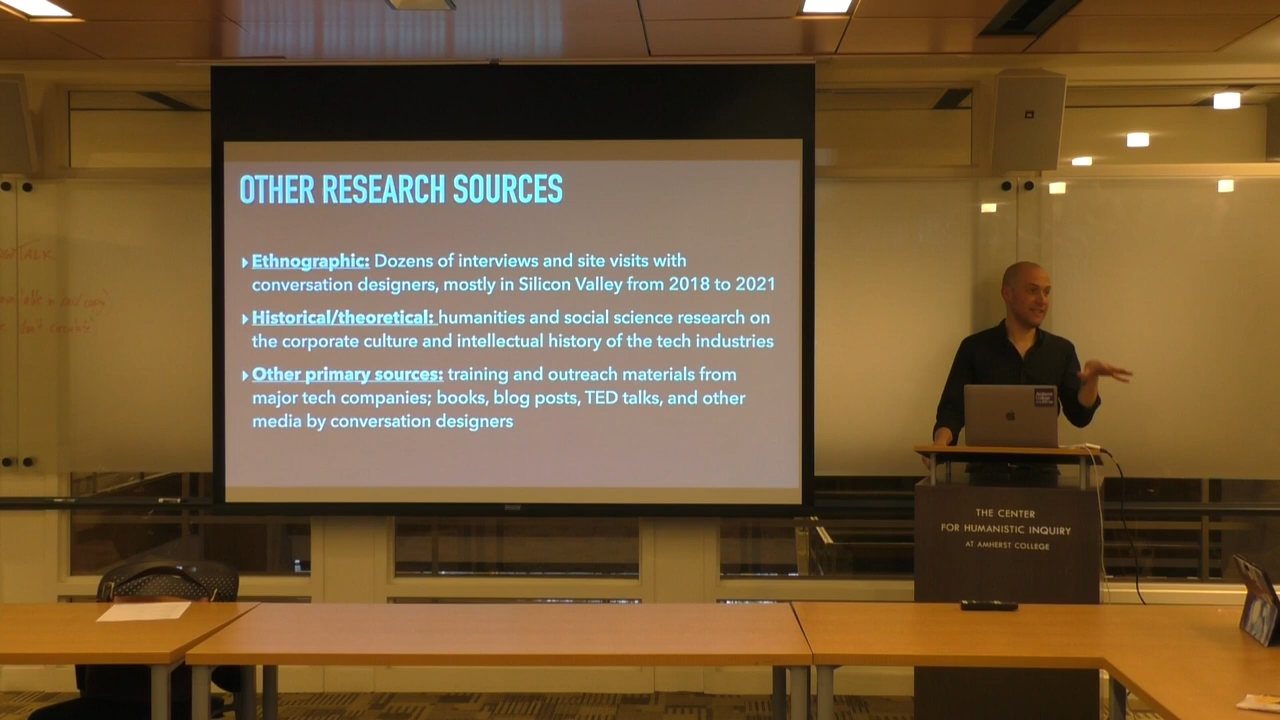 OTHER RESEARCH SOURCES
Ethnographic: Dozens of interviews and site visits with
conversation designers, mostly in Silicon Valley from 2018 to 2021
Historical/theoretical: humanities and social science research on
the corporate culture and intellectual history of the tech industries
Other primary sources: training and outreach materials from
major tech companies; books, blog posts, TED talks, and other
media by conversation designers
THE CENTER
FOR HUMANISTIC INQUIRY
AT AMHERST COLLEGE